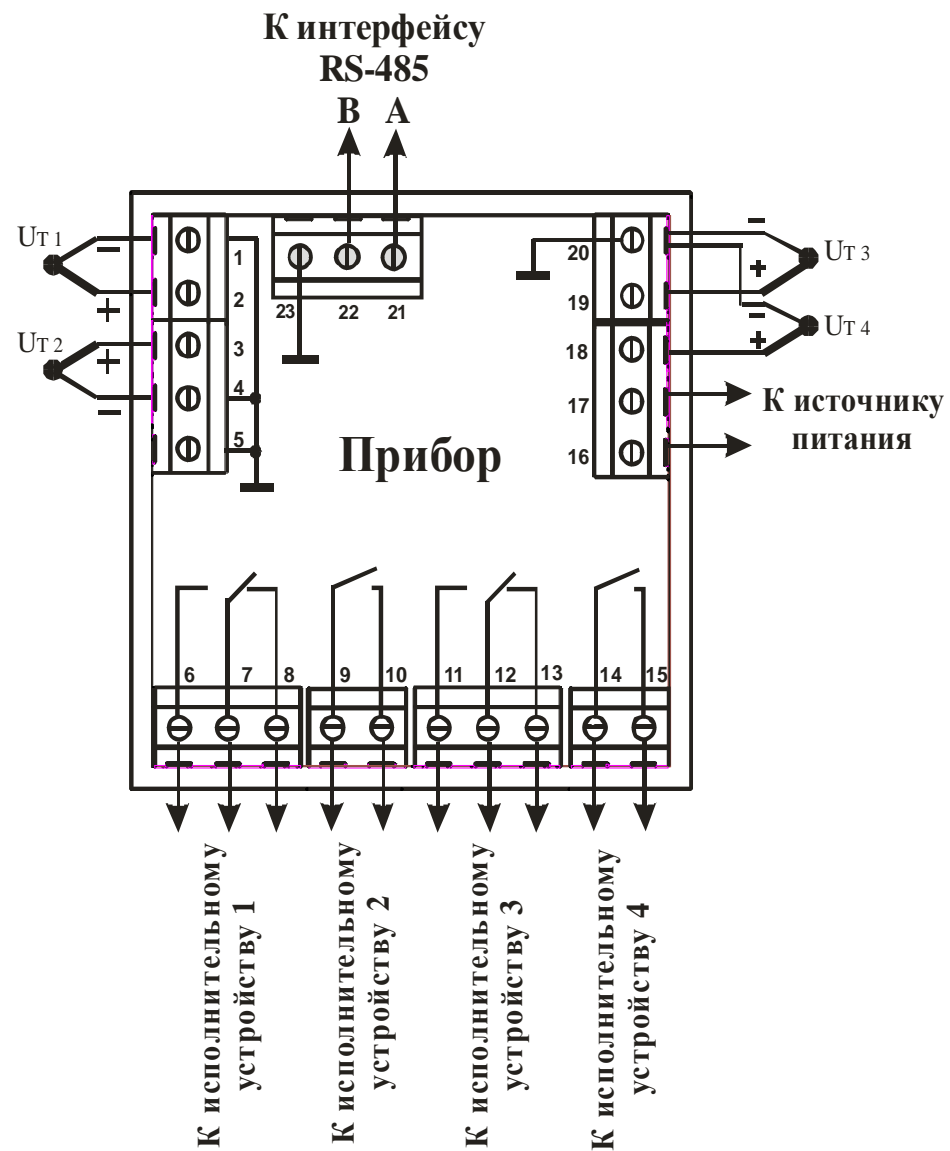 К интерфейсу
RS-485
В А
UТ 1
–
+
UТ 2
+
–
1
2
3
4
5
23 22 21
20
19
18
17
16
–
+
UТ 3
–
+
UТ 4
К источнику
питания
Прибор
6 7 8 9 10 11 12 13 14 15
К исполнительному
устройству 1
К исполнительному
устройству 2
К исполнительному
устройству 3
К исполнительному
устройству 4